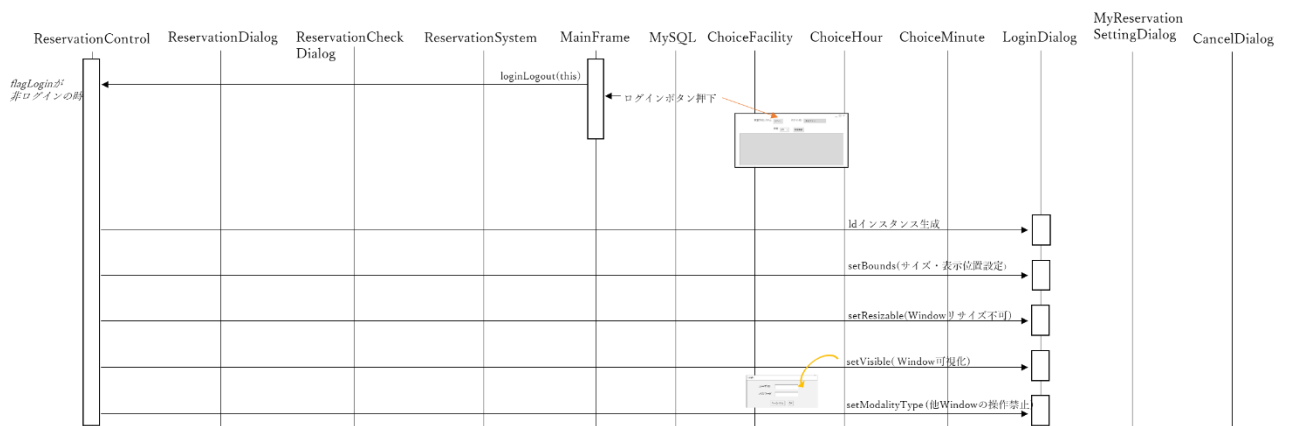 MyReservation
SettingDialog
ReservationControl
ReservationDialog
ReservationCheck
Dialog
ReservationSystem
MainFrame
MySQL
ChoiceFacility
ChoiceHour
ChoiceMinute
LoginDialog
CancelDialog
flagLoginが
非ログインの時
loginLogout(this)
ログインボタン押下
ldインスタンス生成
setBounds(サイズ・表示位置設定)
setResizable(Windowリサイズ不可)
setVisible( Window可視化)
setModalityType (他Windowの操作禁止)